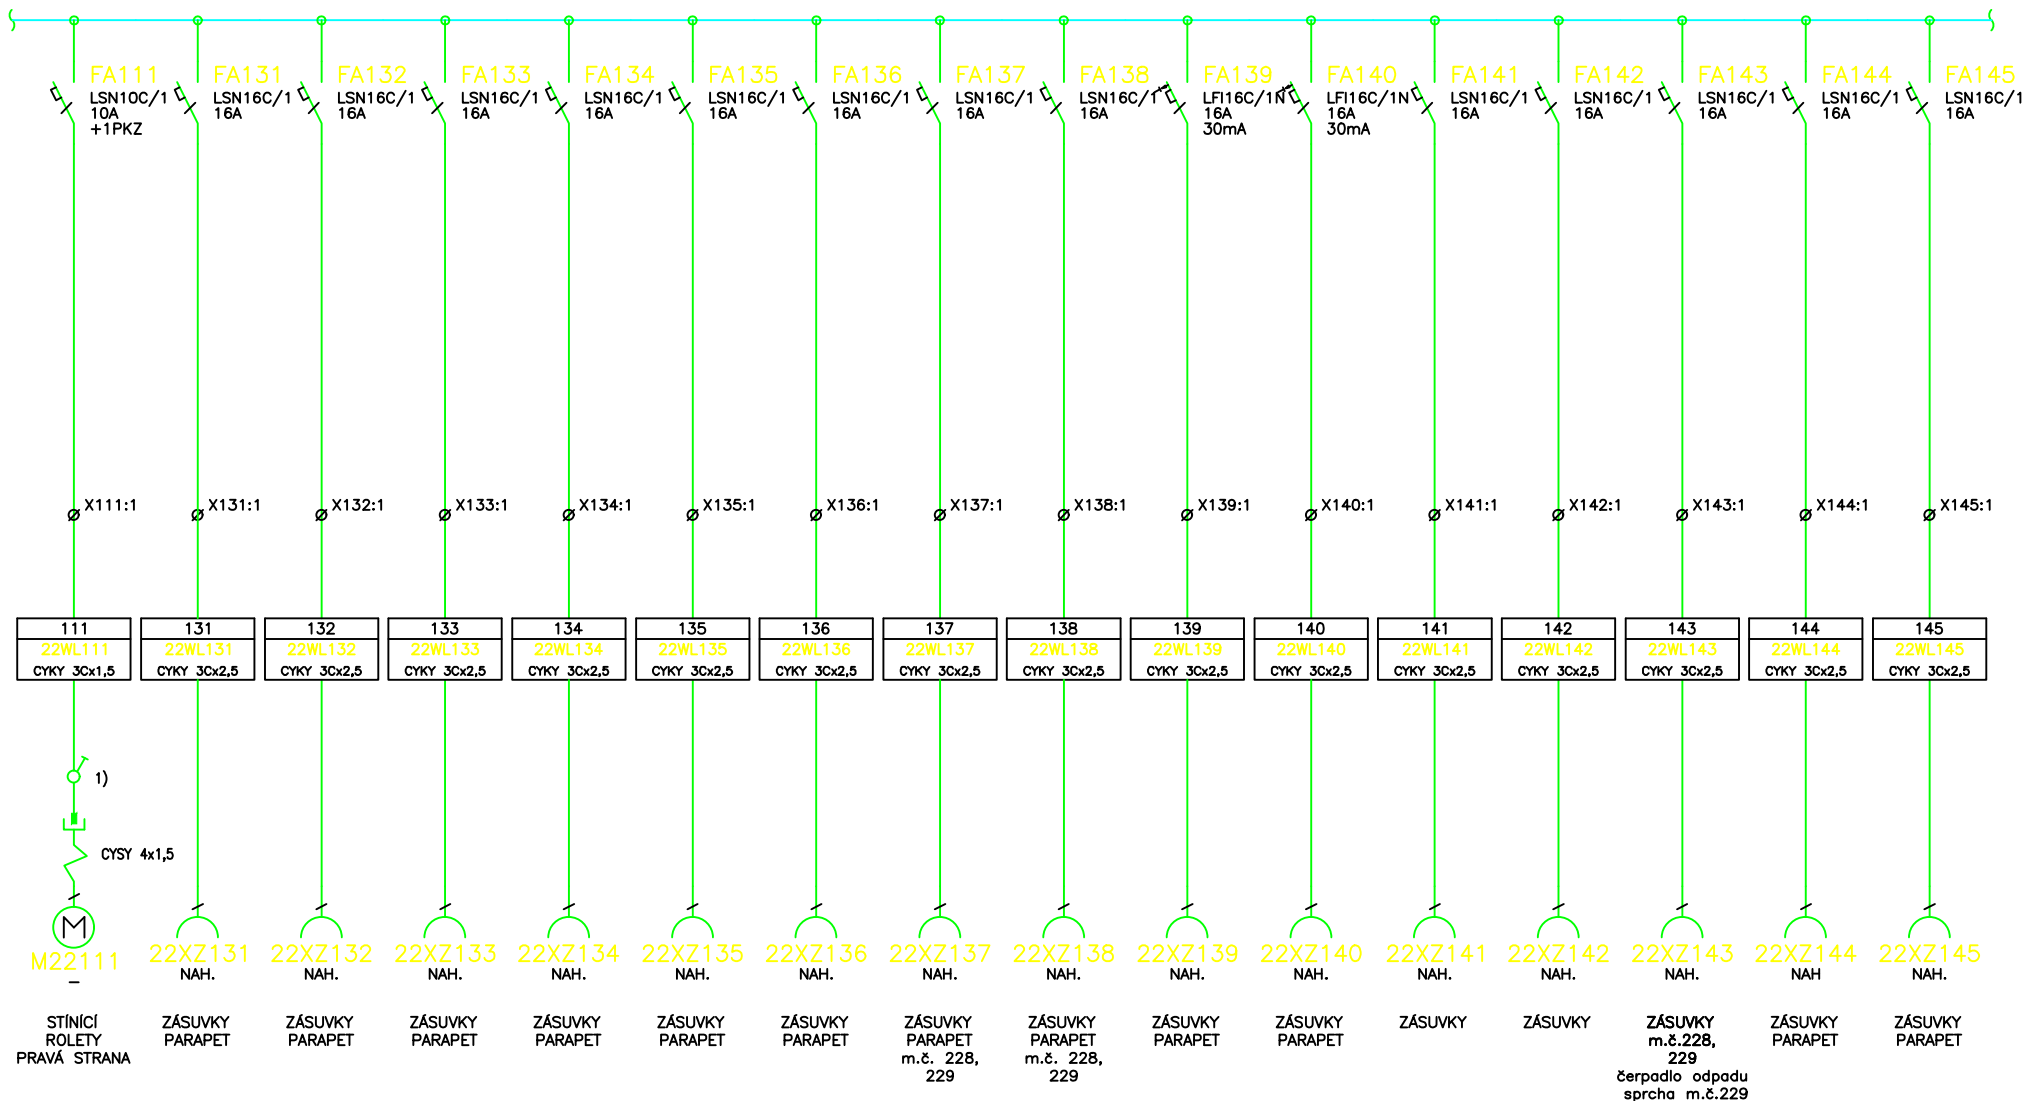 FA111 FA131 FA132 FA133 FA134 FA135 FA136 FA137 FA138 FA139 FA140 FA141 FA142 FA143 FA144 FA145
LSN10C/1 LSN16C/1 LSN16C/1 LSN16C/1 LSN16C/1 LSN16C/1 LSN16C/1 LSN16C/1 LSN16C/1 LFI16C/1N LFI16C/1N LSN16C/1 LSN16C/1 LSN16C/1 LSN16C/1 LSN16C/1
10A 16A 16A 16A 16A 16A 16A 16A 16A 16A 16A 16A 16A 16A 16A 16A
+1PKZ 30mA 30mA
X111:1 X131:1 X132:1 X133:1 X134:1 X135:1 X136:1 X137:1 X138:1 X139:1 X140:1 X141:1 X142:1 X143:1 X144:1 X145:1
111 131 132 133 134 135 136 137 138 139 140 141 142 143 144 145
22WL111 22WL131 22WL132 22WL133 22WL134 22WL135 22WL136 22WL137 22WL138 22WL139 22WL140 22WL141 22WL142 22WL143 22WL144 22WL145
CYKY 3Cx1,5 CYKY 3Cx2,5 CYKY 3Cx2,5 CYKY 3Cx2,5 CYKY 3Cx2,5 CYKY 3Cx2,5 CYKY 3Cx2,5 CYKY 3Cx2,5 CYKY 3Cx2,5 CYKY 3Cx2,5 CYKY 3Cx2,5 CYKY 3Cx2,5 CYKY 3Cx2,5 CYKY 3Cx2,5 CYKY 3Cx2,5 CYKY 3Cx2,5
1)
CYSY 4x1,5
M
M22111 22XZ131 22XZ132 22XZ133 22XZ134 22XZ135 22XZ136 22XZ137 22XZ138 22XZ139 22XZ140 22XZ141 22XZ142 22XZ143 22XZ144 22XZ145
– NAH. NAH. NAH. NAH. NAH. NAH. NAH. NAH. NAH. NAH. NAH. NAH. NAH. NAH NAH.
STÍNÍCÍ ZÁSUVKY ZÁSUVKY ZÁSUVKY ZÁSUVKY ZÁSUVKY ZÁSUVKY ZÁSUVKY ZÁSUVKY ZÁSUVKY ZÁSUVKY ZÁSUVKY ZÁSUVKY ZÁSUVKY ZÁSUVKY ZÁSUVKY
ROLETY PARAPET PARAPET PARAPET PARAPET PARAPET PARAPET PARAPET PARAPET PARAPET PARAPET m.č.228, PARAPET PARAPET
PRAVÁ STRANA m.č. 228, m.č. 228, 229
229 229 čerpadlo odpadu
sprcha m.č.229